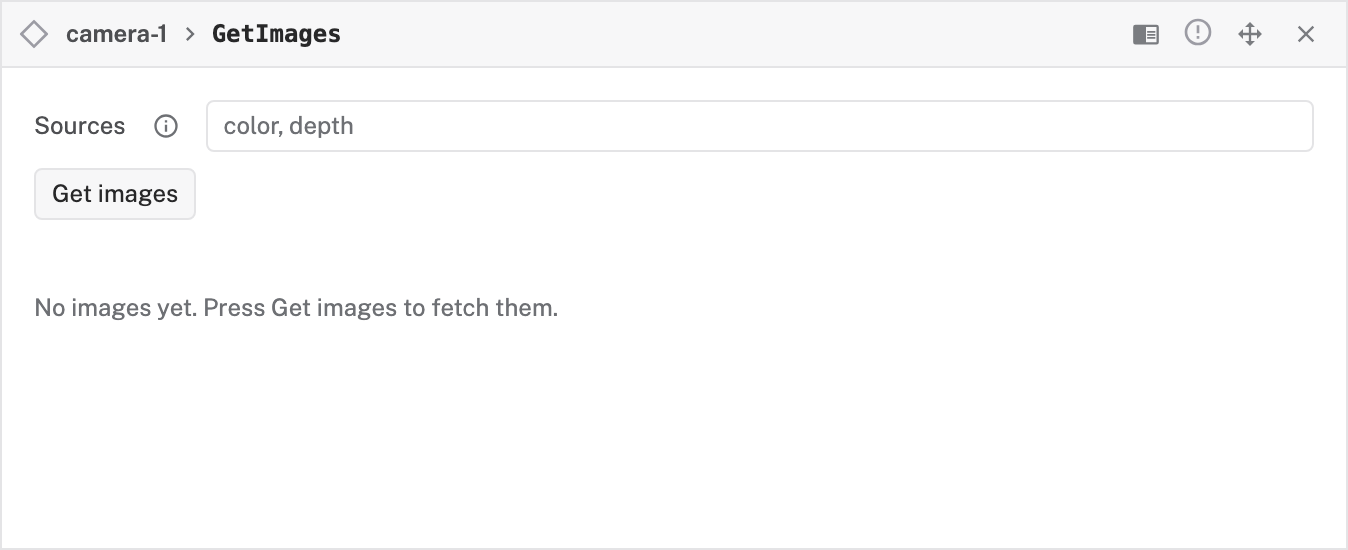 camera-1 > GetImages
Sources
color, depth
Get images
No images yet. Press Get images to fetch them.